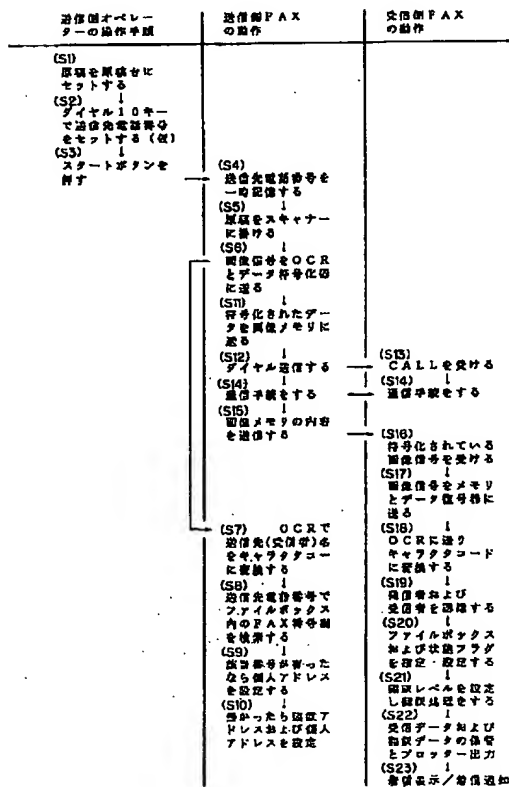 送信側オペレー
ターの操作手順
(S1)
原稿を原稿台に
セットする
(S2)
ダイヤル10キー
で送信先電話番号
をセットする(仮)
(S3)
スタートボタンを
押す
送信側FAX
の動作
(S4)
送信先電話番号を
一時記憶する
(S5)
原稿をスキャナー
に掛ける
(S6)
画像信号をOCR
とデータ符号化器
に送る
(S11)
符号化されたデー
タを画像メモリに
送る
(S12)
ダイヤル送信する
(S14)
通信手続をする
(S15)
画像メモリの内容
を送信する
(S7) OCRで
送信先(受信者)名
をキャラクタコー
に変換する
(S8)
送信先電話番号で
ファイルボックス
内のFAX番号
を検索する
(S9)
該当番号が有った
なら個人アドレス
を設定する
(S10)
アドレスおよび個人
アドレスを設定
受信側FAX
の動作
(S13)
CALLを受ける
(S14)
通信手続をする
(S16)
符号化されている
画像信号を受ける
(S17)
画像信号をメモリ
とデータ復号器に
送る
(S18)
OCRに送り
キャラクタコード
に変換する
(S19)
発信者および
受信者を認識する
(S20)
ファイルボックス
および状態フラグ
を指定・設定する
(S21)
レベルを設定
し処理をする
(S22)
受信データおよび
データの保管
とプロッター出力
(S23)
着信表示/着信通知